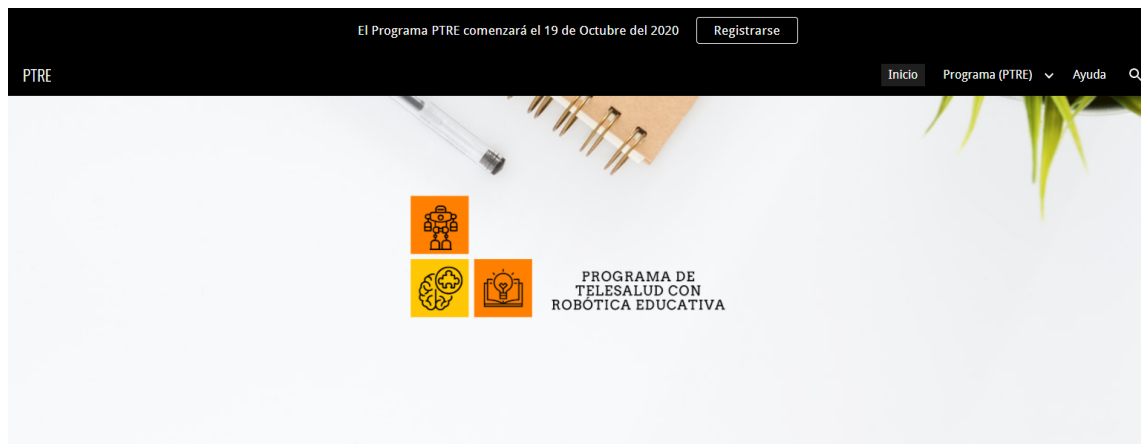 El Programa PTRE comenzará el 19 de Octubre del 2020 Registrarse
PTRE Inicio Programa (PTRE) Ayuda
PROGRAMA DE
TELESALUD CON
ROBÓTICA EDUCATIVA